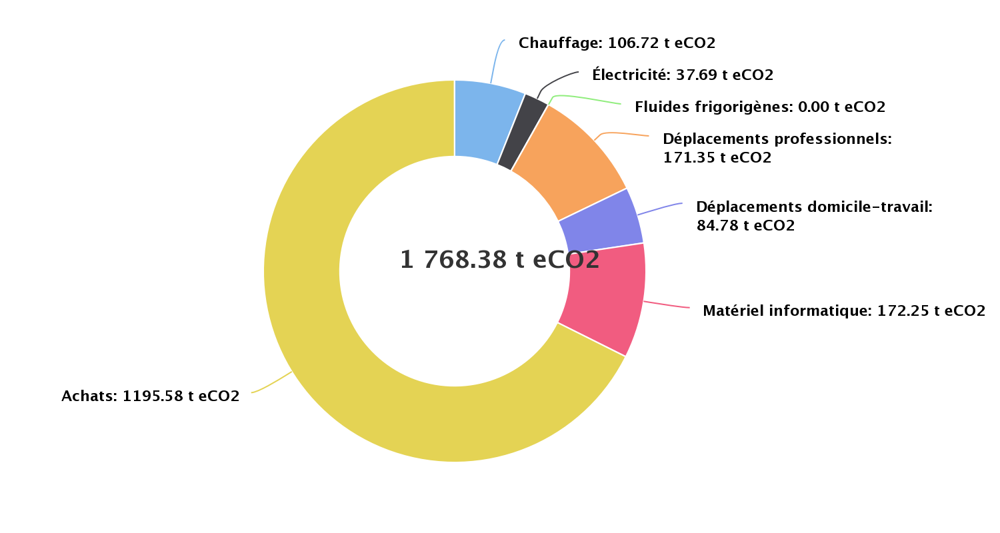 Chauffage: 106.72 t eCO2
Électricité: 37.69 t eCO2
Fluides frigorigènes: 0.00 t eCO2
Déplacements professionnels:
171.35 t eCO2
Déplacements domicile-travail:
84.78 t eCO2
1 768.38 t eCO2
Matériel informatique: 172.25 t eCO2
Achats: 1195.58 t eCO2